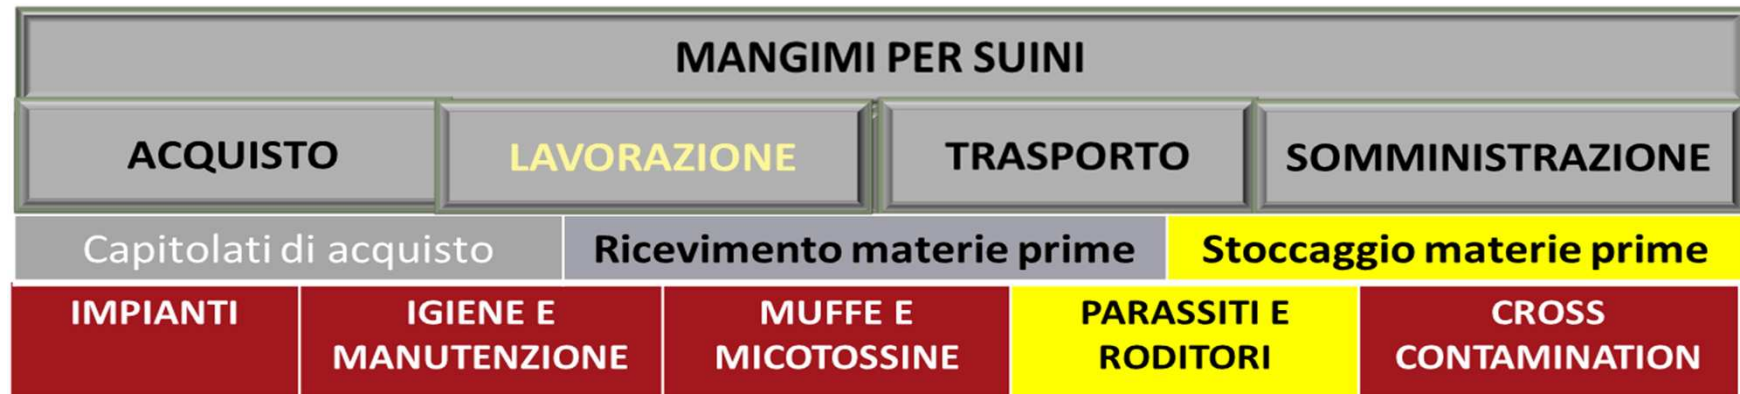 MANGIMI PER SUINI
ACQUISTO
LAVORAZIONE
TRASPORTO
SOMMINISTRAZIONE
Capitolati di acquisto
Ricevimento materie prime
Stoccaggio materie prime
IMPIANTI
IGIENE E
MANUTENZIONE
MUFFE E
MICOTOSSINE
PARASSITI E
RODITORI
CROSS
CONTAMINATION